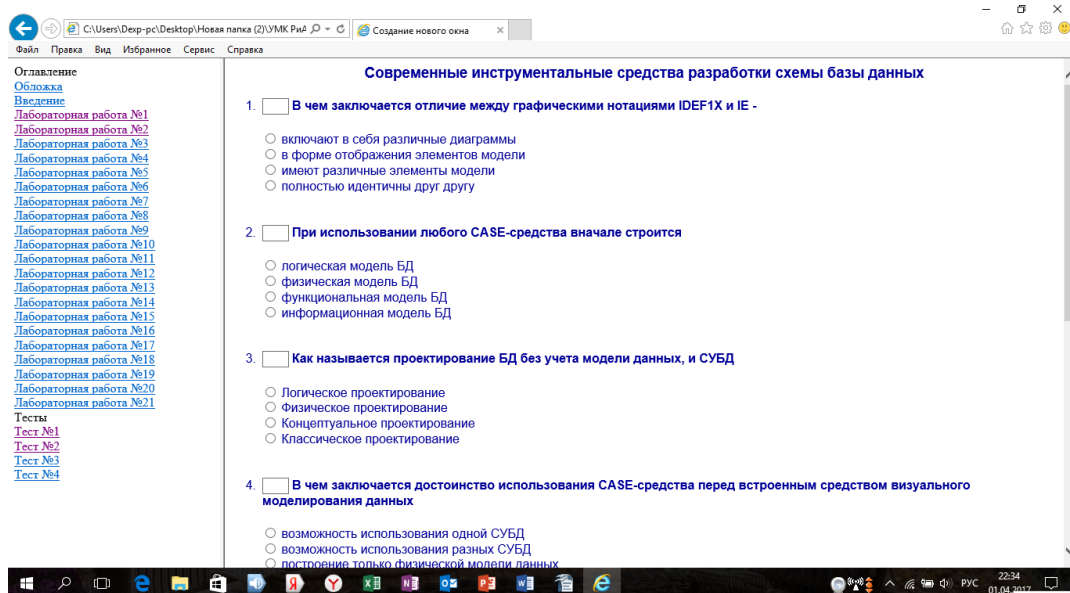 C:\Users\Dexp-pc\Desktop\Новая папка (2)\УМК РиА
Создание нового окна
Файл Правка Вид Избранное Сервис Справка
Оглавление
Обложка
Введение
Лабораторная работа №1
Лабораторная работа №2
Лабораторная работа №3
Лабораторная работа №4
Лабораторная работа №5
Лабораторная работа №6
Лабораторная работа №7
Лабораторная работа №8
Лабораторная работа №9
Лабораторная работа №10
Лабораторная работа №11
Лабораторная работа №12
Лабораторная работа №13
Лабораторная работа №14
Лабораторная работа №15
Лабораторная работа №16
Лабораторная работа №17
Лабораторная работа №18
Лабораторная работа №19
Лабораторная работа №20
Лабораторная работа №21
Тесты
Тест №1
Тест №2
Тест №3
Тест №4
Современные инструментальные средства разработки схемы базы данных
1. В чем заключается отличие между графическими нотациями IDEF1X и IE -
включают в себя различные диаграммы
в форме отображения элементов модели
имеют различные элементы модели
полностью идентичны друг другу
2. При использовании любого CASE-средства вначале строится
логическая модель БД
физическая модель БД
функциональная модель БД
информационная модель БД
3. Как называется проектирование БД без учета модели данных, и СУБД
Логическое проектирование
Физическое проектирование
Концептуальное проектирование
Классическое проектирование
4. В чем заключается достоинство использования CASE-средства перед встроенным средством визуального
моделирования данных
возможность использования одной СУБД
возможность использования разных СУБД
построение только физической модели данных
РУС
22:34
01.04.2017